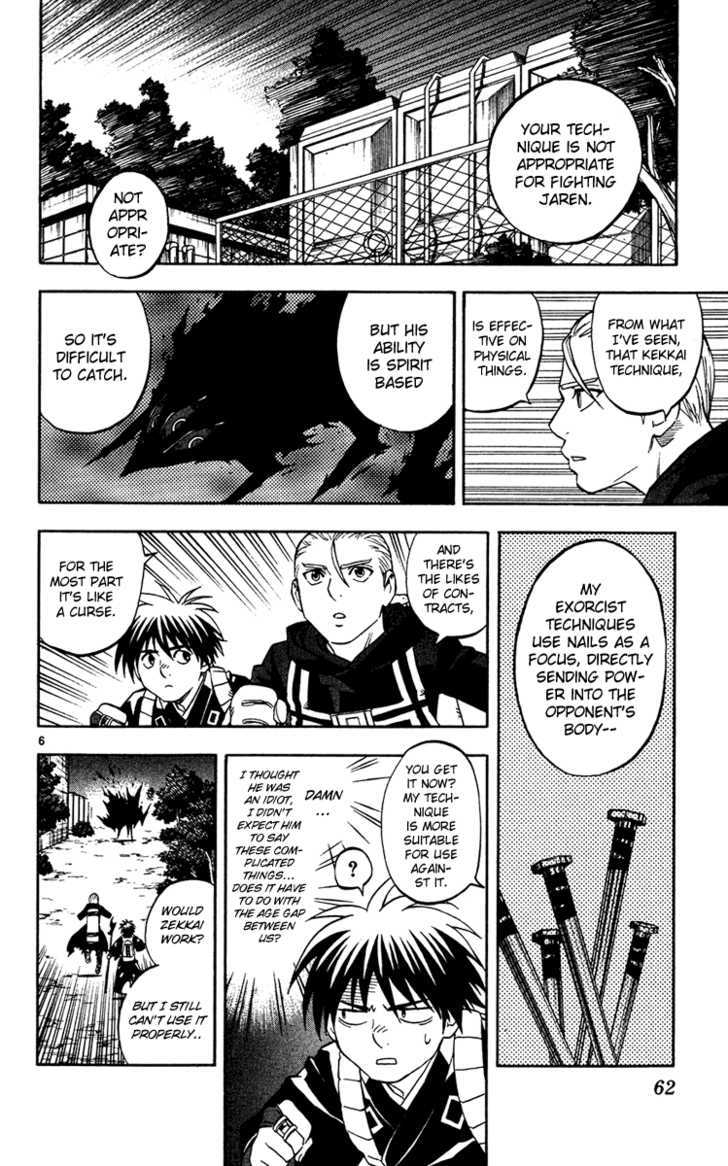 YOUR TECH-
NIQUE IS NOT
APPROPRIATE
FOR FIGHTING
JAREN.
NOT
APPR
OPRI-
ATE?
FROM WHAT
I'VE SEEN,
THAT KEKKAI
TECHNIQUE,
IS EFFEC-
TIVE ON
PHYSICAL
THINGS.
BUT HIS
ABILITY
IS SPIRIT
BASED
SO IT'S
DIFFICULT
TO CATCH.
MY
EXORCIST
TECHNIQUES
USE NAILS AS A
FOCUS, DIRECTLY
SENDING POW-
ER INTO THE
OPPONENT'S
BODY--
AND
THERE'S
THE LIKES
OF CON-
TRACTS,
FOR THE
MOST PART
IT'S LIKE
A CURSE.
YOU GET
IT NOW?
MY TECH-
NIQUE
IS MORE
SUITABLE
FOR USE
AGAIN-
ST IT.
?
DAMN
...
I THOUGHT
HE WAS
AN IDIOT,
I DIDN'T
EXPECT HIM
TO SAY
THESE COM-
PLICATED
THINGS...
DOES IT HAVE
TO DO WITH
THE AGE GAP
BETWEEN
US?
6
WOULD
ZEKKAI
WORK?
BUT I STILL
CAN'T USE IT
PROPERLY..
62